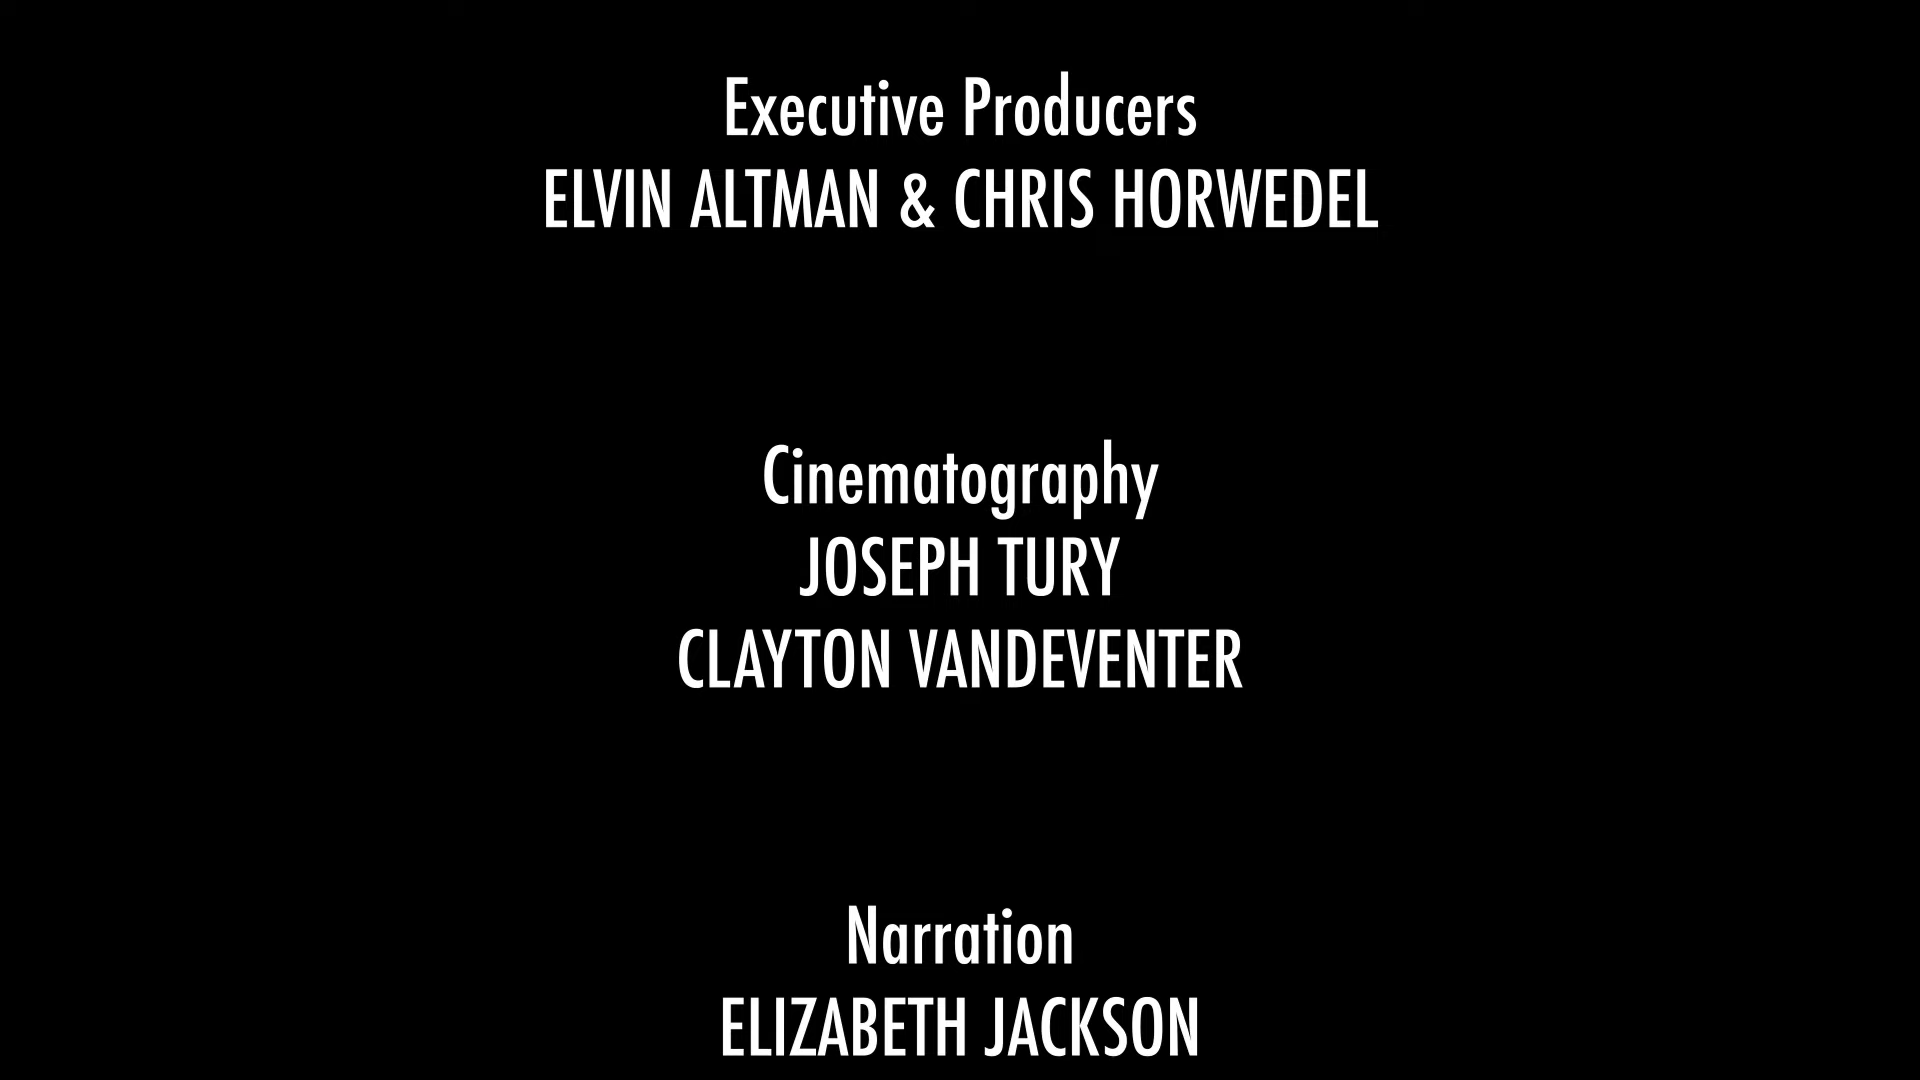 Executive Producers
ELVIN ALTMAN & CHRIS HORWEDEL
Cinematography
JOSEPH TURY
CLAYTON VANDEVENTER
Narration
ELIZABETH JACKSON